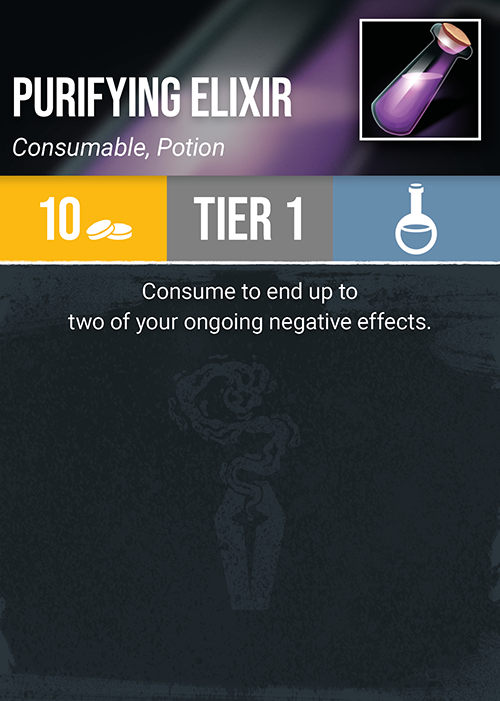 PURIFYING ELIXIR
Consumable, Potion
10
TIER 1
Consume to end up to
two of your ongoing negative effects.